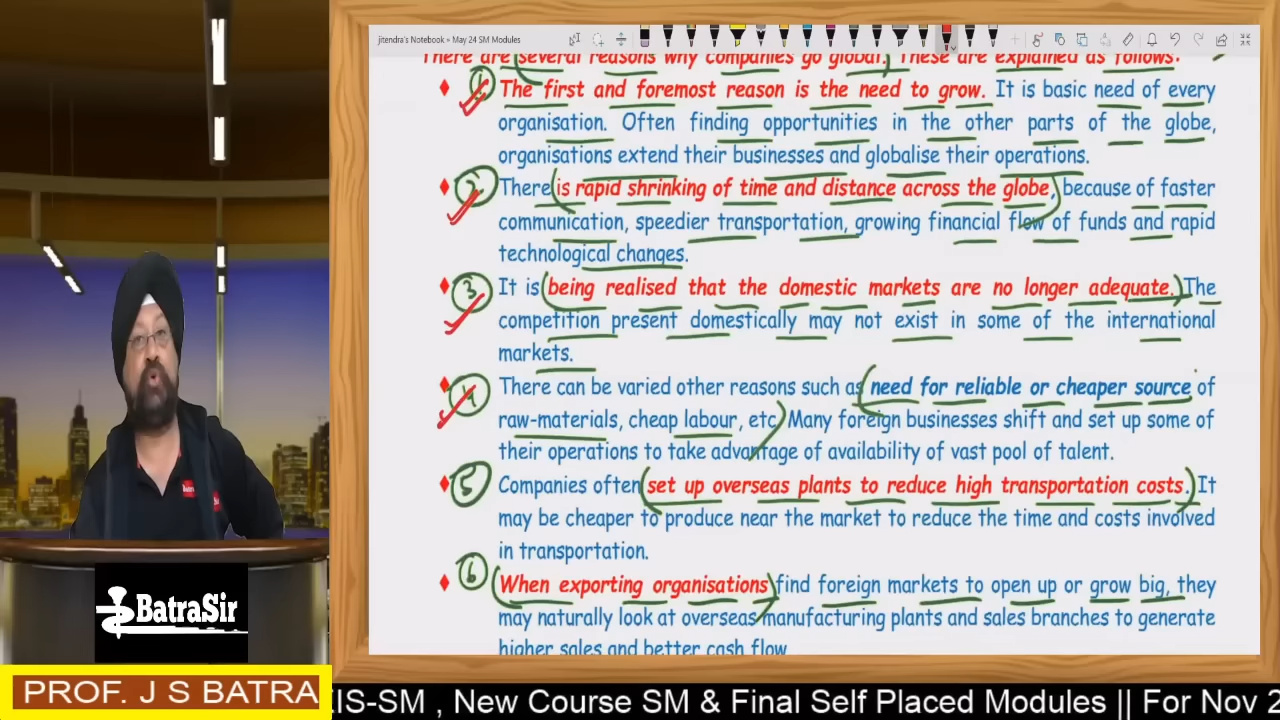 jitendra's Notebook » May 24 SM Modules
There are several reasons why companies go global. These are explained as follows:
1 The first and foremost reason is the need to grow. It is basic need of every
organisation. Often finding opportunities in the other parts of the globe,
organisations extend their businesses and globalise their operations.
2 There is rapid shrinking of time and distance across the globe, because of faster
communication, speedier transportation, growing financial flow of funds and rapid
technological changes.
3 It is being realised that the domestic markets are no longer adequate. The
competition present domestically may not exist in some of the international
markets.
4 There can be varied other reasons such as need for reliable or cheaper source of
raw-materials, cheap labour, etc. Many foreign businesses shift and set up some of
their operations to take advantage of availability of vast pool of talent.
5 Companies often set up overseas plants to reduce high transportation costs. It
may be cheaper to produce near the market to reduce the time and costs involved
in transportation.
6 When exporting organisations find foreign markets to open up or grow big, they
may naturally look at overseas manufacturing plants and sales branches to generate
higher sales and better cash flow
BatraSir
PROF. J S BATRA
EIS-SM , New Course SM & Final Self Placed Modules || For Nov 2